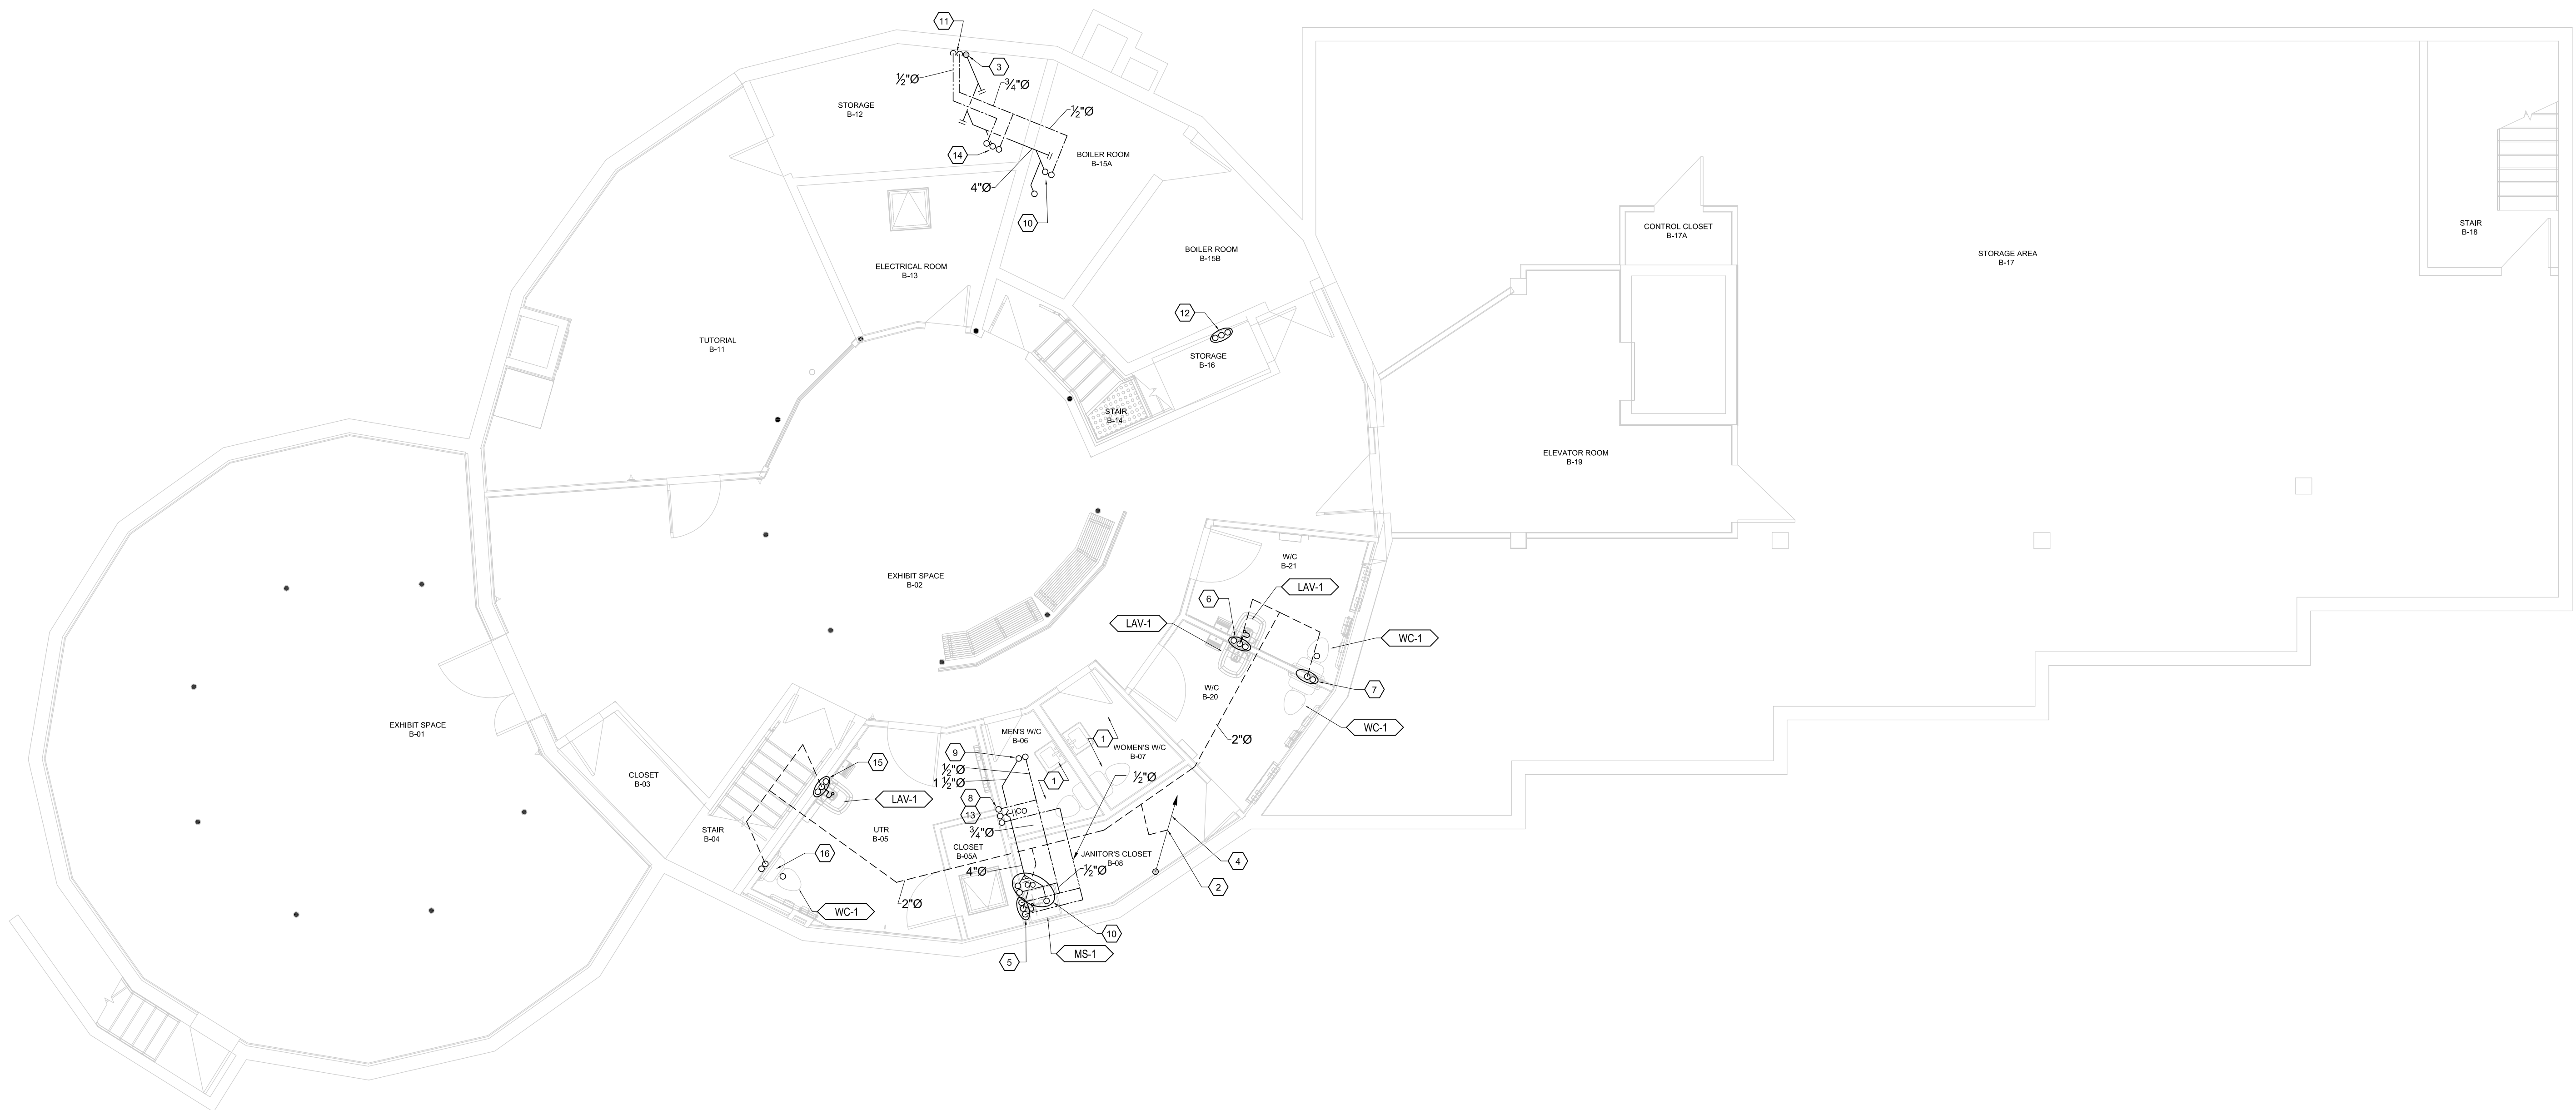 11
3
½"Ø
¾"Ø
STORAGE
B-12
½"Ø
14
BOILER ROOM
B-15A
4"Ø
10
CONTROL CLOSET
B-17A
STAIR
B-18
BOILER ROOM
B-15B
STORAGE AREA
B-17
ELECTRICAL ROOM
B-13
12
TUTORIAL
B-11
STORAGE
B-16
STAIR
B-14
ELEVATOR ROOM
B-19
W/C
B-21
EXHIBIT SPACE
B-02
LAV-1
6
LAV-1
WC-1
W/C
B-20
7
EXHIBIT SPACE
B-01
WC-1
MEN'S W/C
B-06
1
2"Ø
9
WOMEN'S W/C
B-07
15
½"Ø
1 ½"Ø
1
½"Ø
CLOSET
B-03
LAV-1
8
13
CO
UTR
B-05
STAIR
B-04
¾"Ø
16
CLOSET
B-05A
JANITOR'S CLOSET
B-08
4
4"Ø
½"Ø
2
2"Ø
WC-1
10
MS-1
5